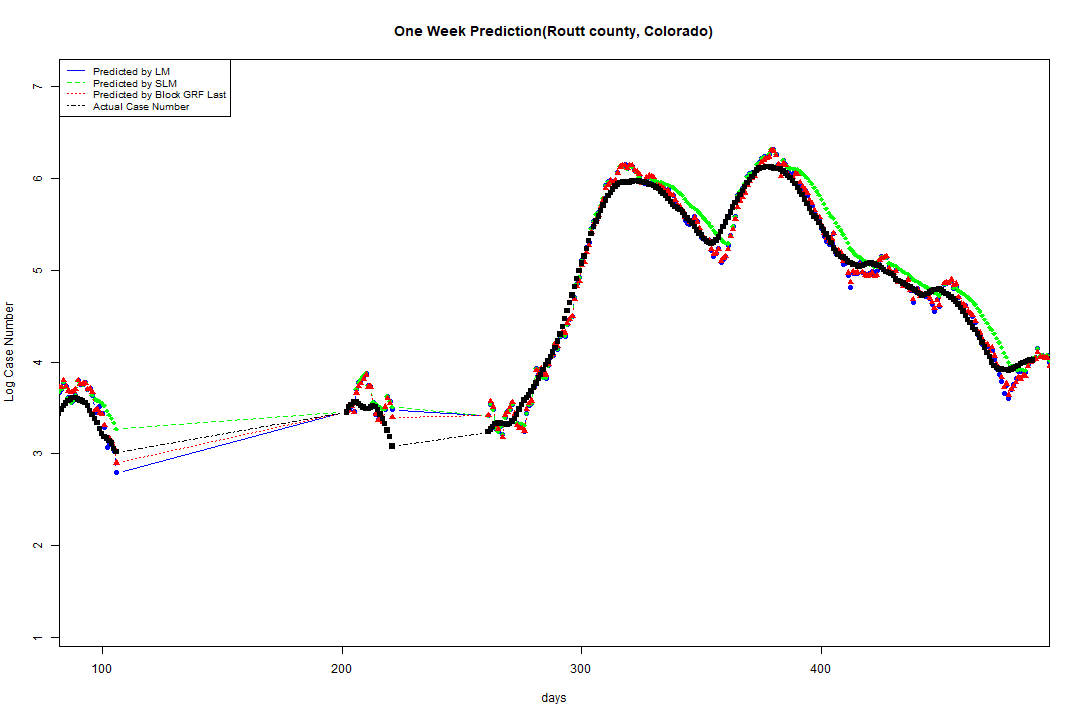 One Week Prediction(Routt county, Colorado)
Predicted by LM
Predicted by SLM
Predicted by Block GRF Last
Actual Case Number
7
6
5
4
3
2
1
Log Case Number
100 200 300 400
days